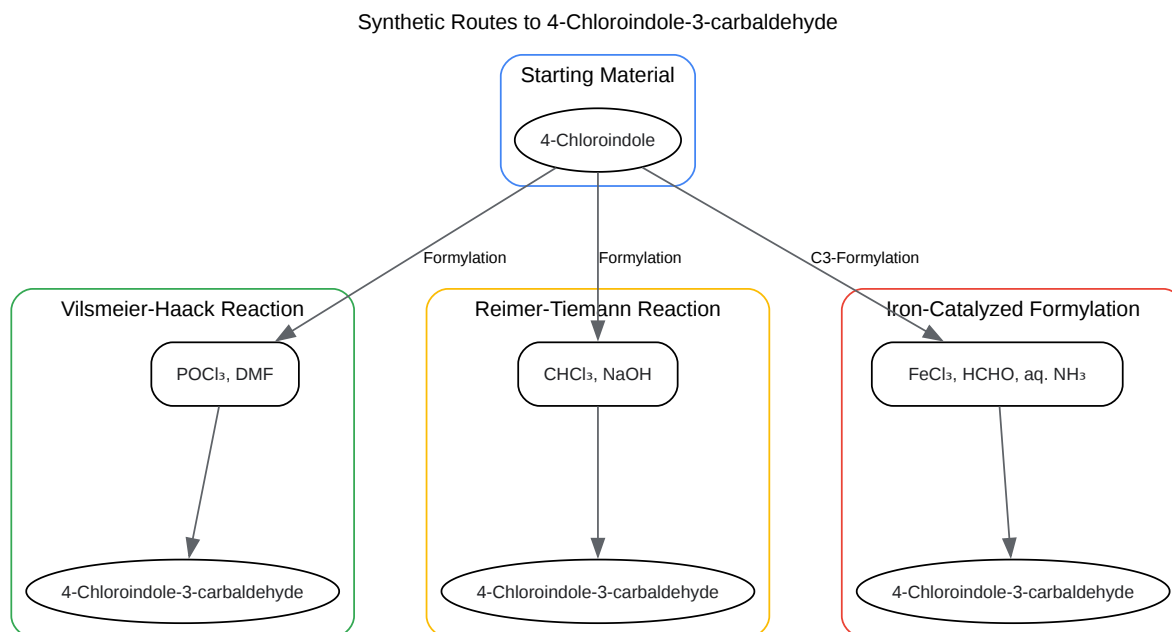 Synthetic Routes to 4-Chloroindole-3-carbaldehyde
Starting Material
4-Chloroindole
Formylation
Formylation
C3-Formylation
Vilsmeier-Haack Reaction
Reimer-Tiemann Reaction
Iron-Catalyzed Formylation
POCl₃, DMF
CHCl₃, NaOH
FeCl₃, HCHO, aq. NH₃
4-Chloroindole-3-carbaldehyde
4-Chloroindole-3-carbaldehyde
4-Chloroindole-3-carbaldehyde